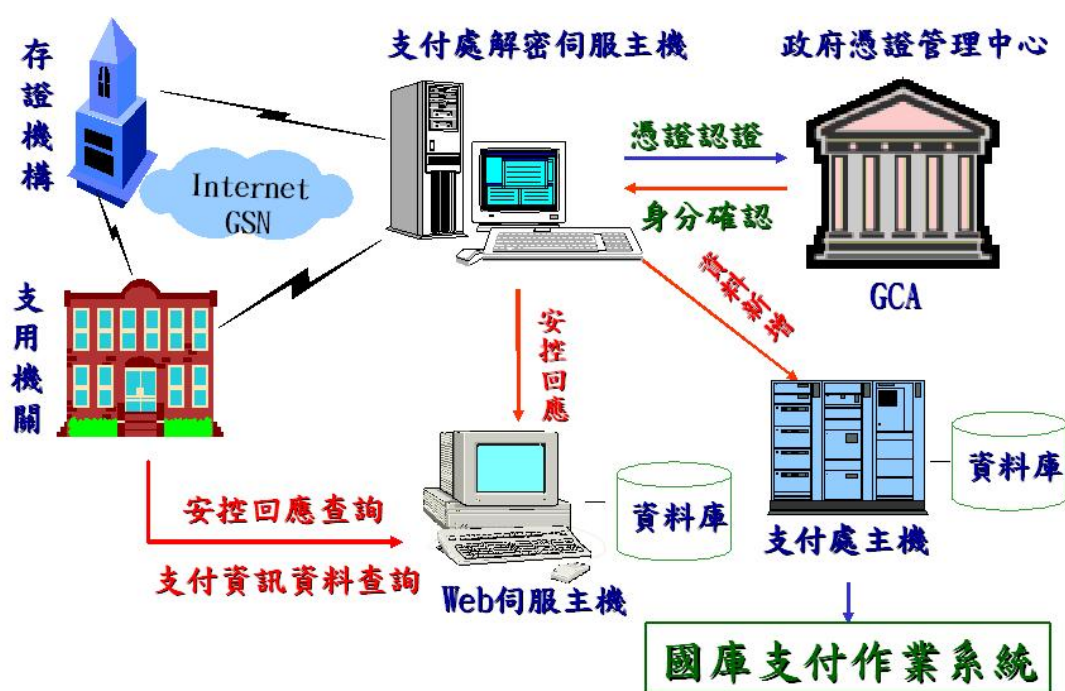 存證機構
支付處解密伺服主機
政府憑證管理中心
Internet
GSN
憑證認證
身分確認
GCA
支用機關
安控回應
資料新增
安控回應查詢
支付資訊資料查詢
資料庫
Web伺服主機
資料庫
支付處主機
國庫支付作業系統